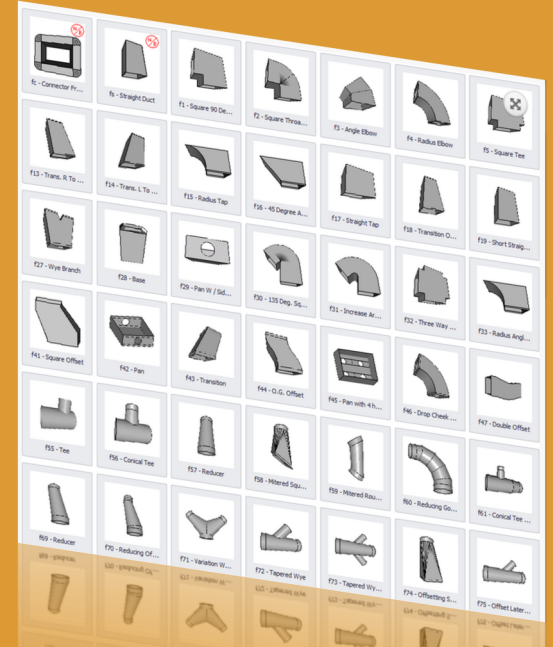 fc - Connector Fr...
fs - Straight Duct
f1 - Square 90 De...
f2 - Square Throa...
f3 - Angle Elbow
f4 - Radius Elbow
f5 - Square Tee
f13 - Trans. R To ...
f14 - Trans. L To ...
f15 - Radius Tap
f16 - 45 Degree A...
f17 - Straight Tap
f18 - Transition O...
f19 - Short Straig...
f27 - Wye Branch
f28 - Base
f29 - Pan W / Sid...
f30 - 135 Deg. Sq...
f31 - Increase Ar...
f32 - Three Way ...
f33 - Radius Angl...
f41 - Square Offset
f42 - Pan
f43 - Transition
f44 - O.G. Offset
f45 - Pan with 4 h...
f46 - Drop Cheek ...
f47 - Double Offset
f55 - Tee
f56 - Conical Tee
f57 - Reducer
f58 - Mitered Squ...
f59 - Mitered Rou...
f60 - Reducing Go...
f61 - Conical Tee ...
f69 - Reducer
f70 - Reducing Of...
f71 - Variation W...
f72 - Tapered Wye
f73 - Tapered Wy...
f74 - Offsetting S...
f75 - Offset Later...